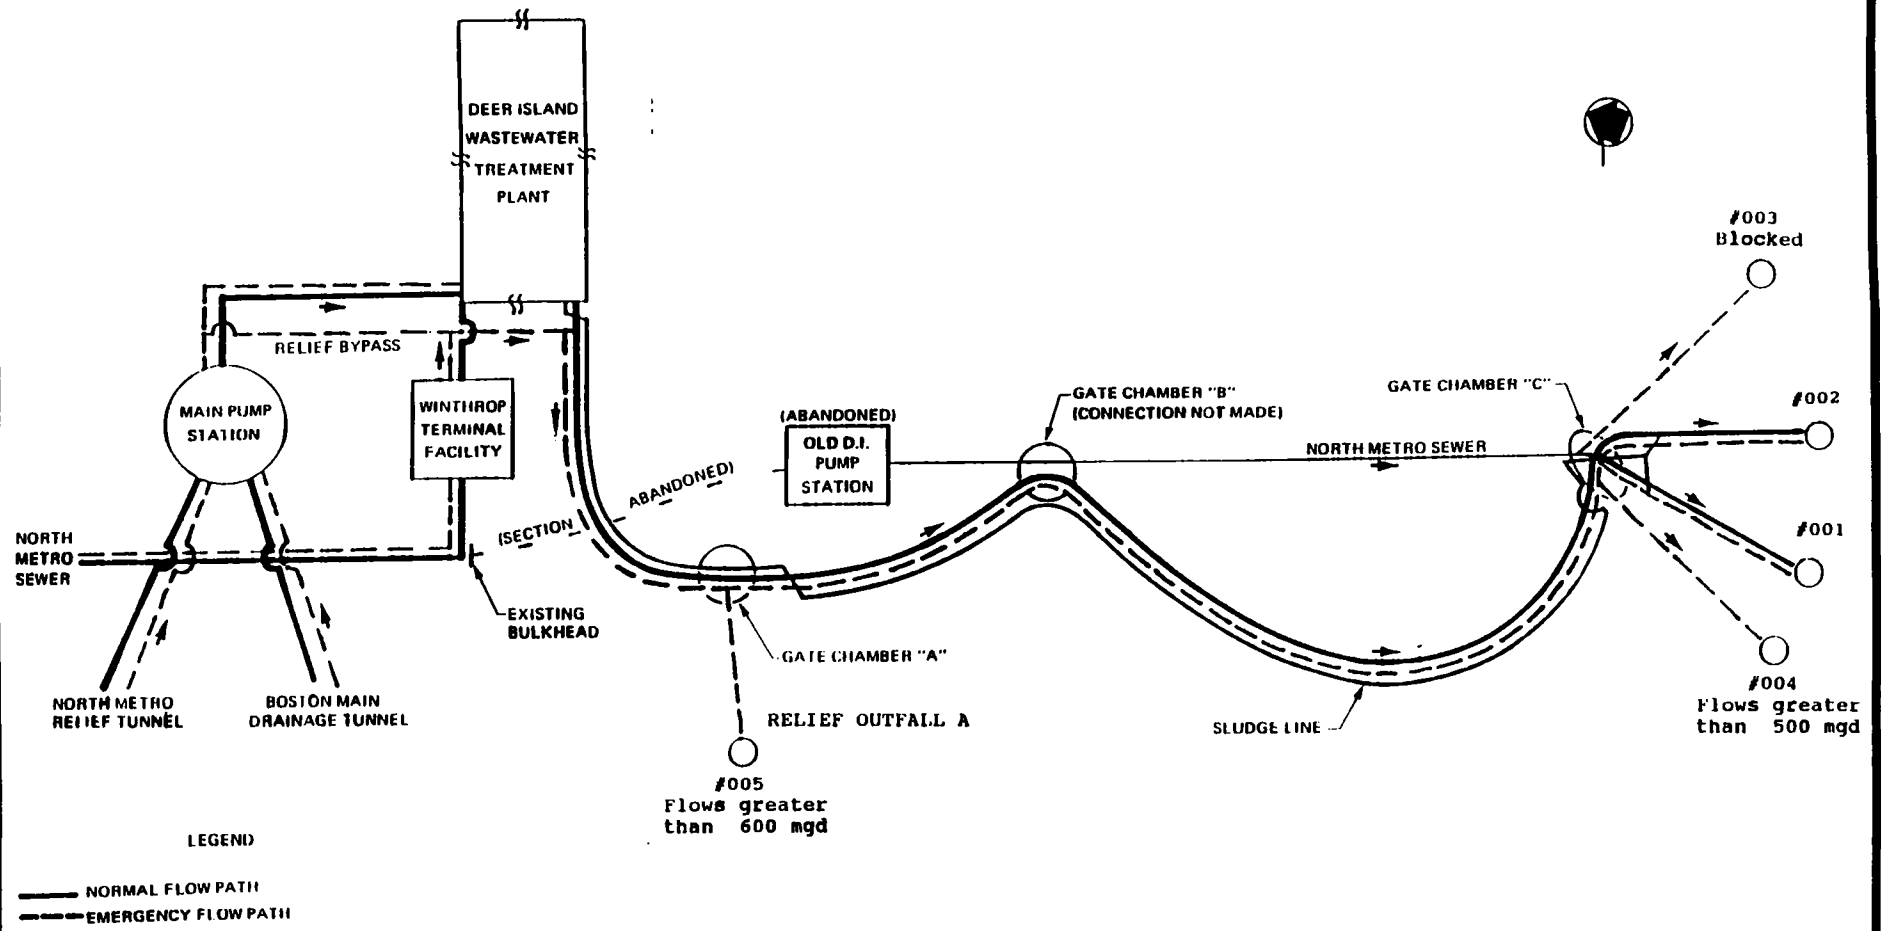 DEER ISLAND
WASTEWATER
TREATMENT
PLANT
#003
Blocked
RELIEF BYPASS
MAIN PUMP
STATION
WINTHROP
TERMINAL
FACILITY
(ABANDONED)
OLD D.I.
PUMP
STATION
GATE CHAMBER "B"
(CONNECTION NOT MADE)
GATE CHAMBER "C"
#002
NORTH METRO SEWER
(SECTION ABANDONED)
NORTH
METRO
SEWER
#001
EXISTING
BULKHEAD
GATE CHAMBER "A"
NORTH METRO
RELIEF TUNNEL
BOSTON MAIN
DRAINAGE TUNNEL
RELIEF OUTFALL A
SLUDGE LINE
#004
Flows greater
than 500 mgd
#005
Flows greater
than 600 mgd
LEGEND
NORMAL FLOW PATH
EMERGENCY FLOW PATH